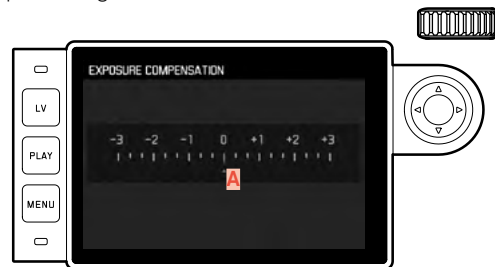 EXPOSURE COMPENSATION
LV
-3 -2 -1 0 +1 +2 +3
PLAY
A
MENU